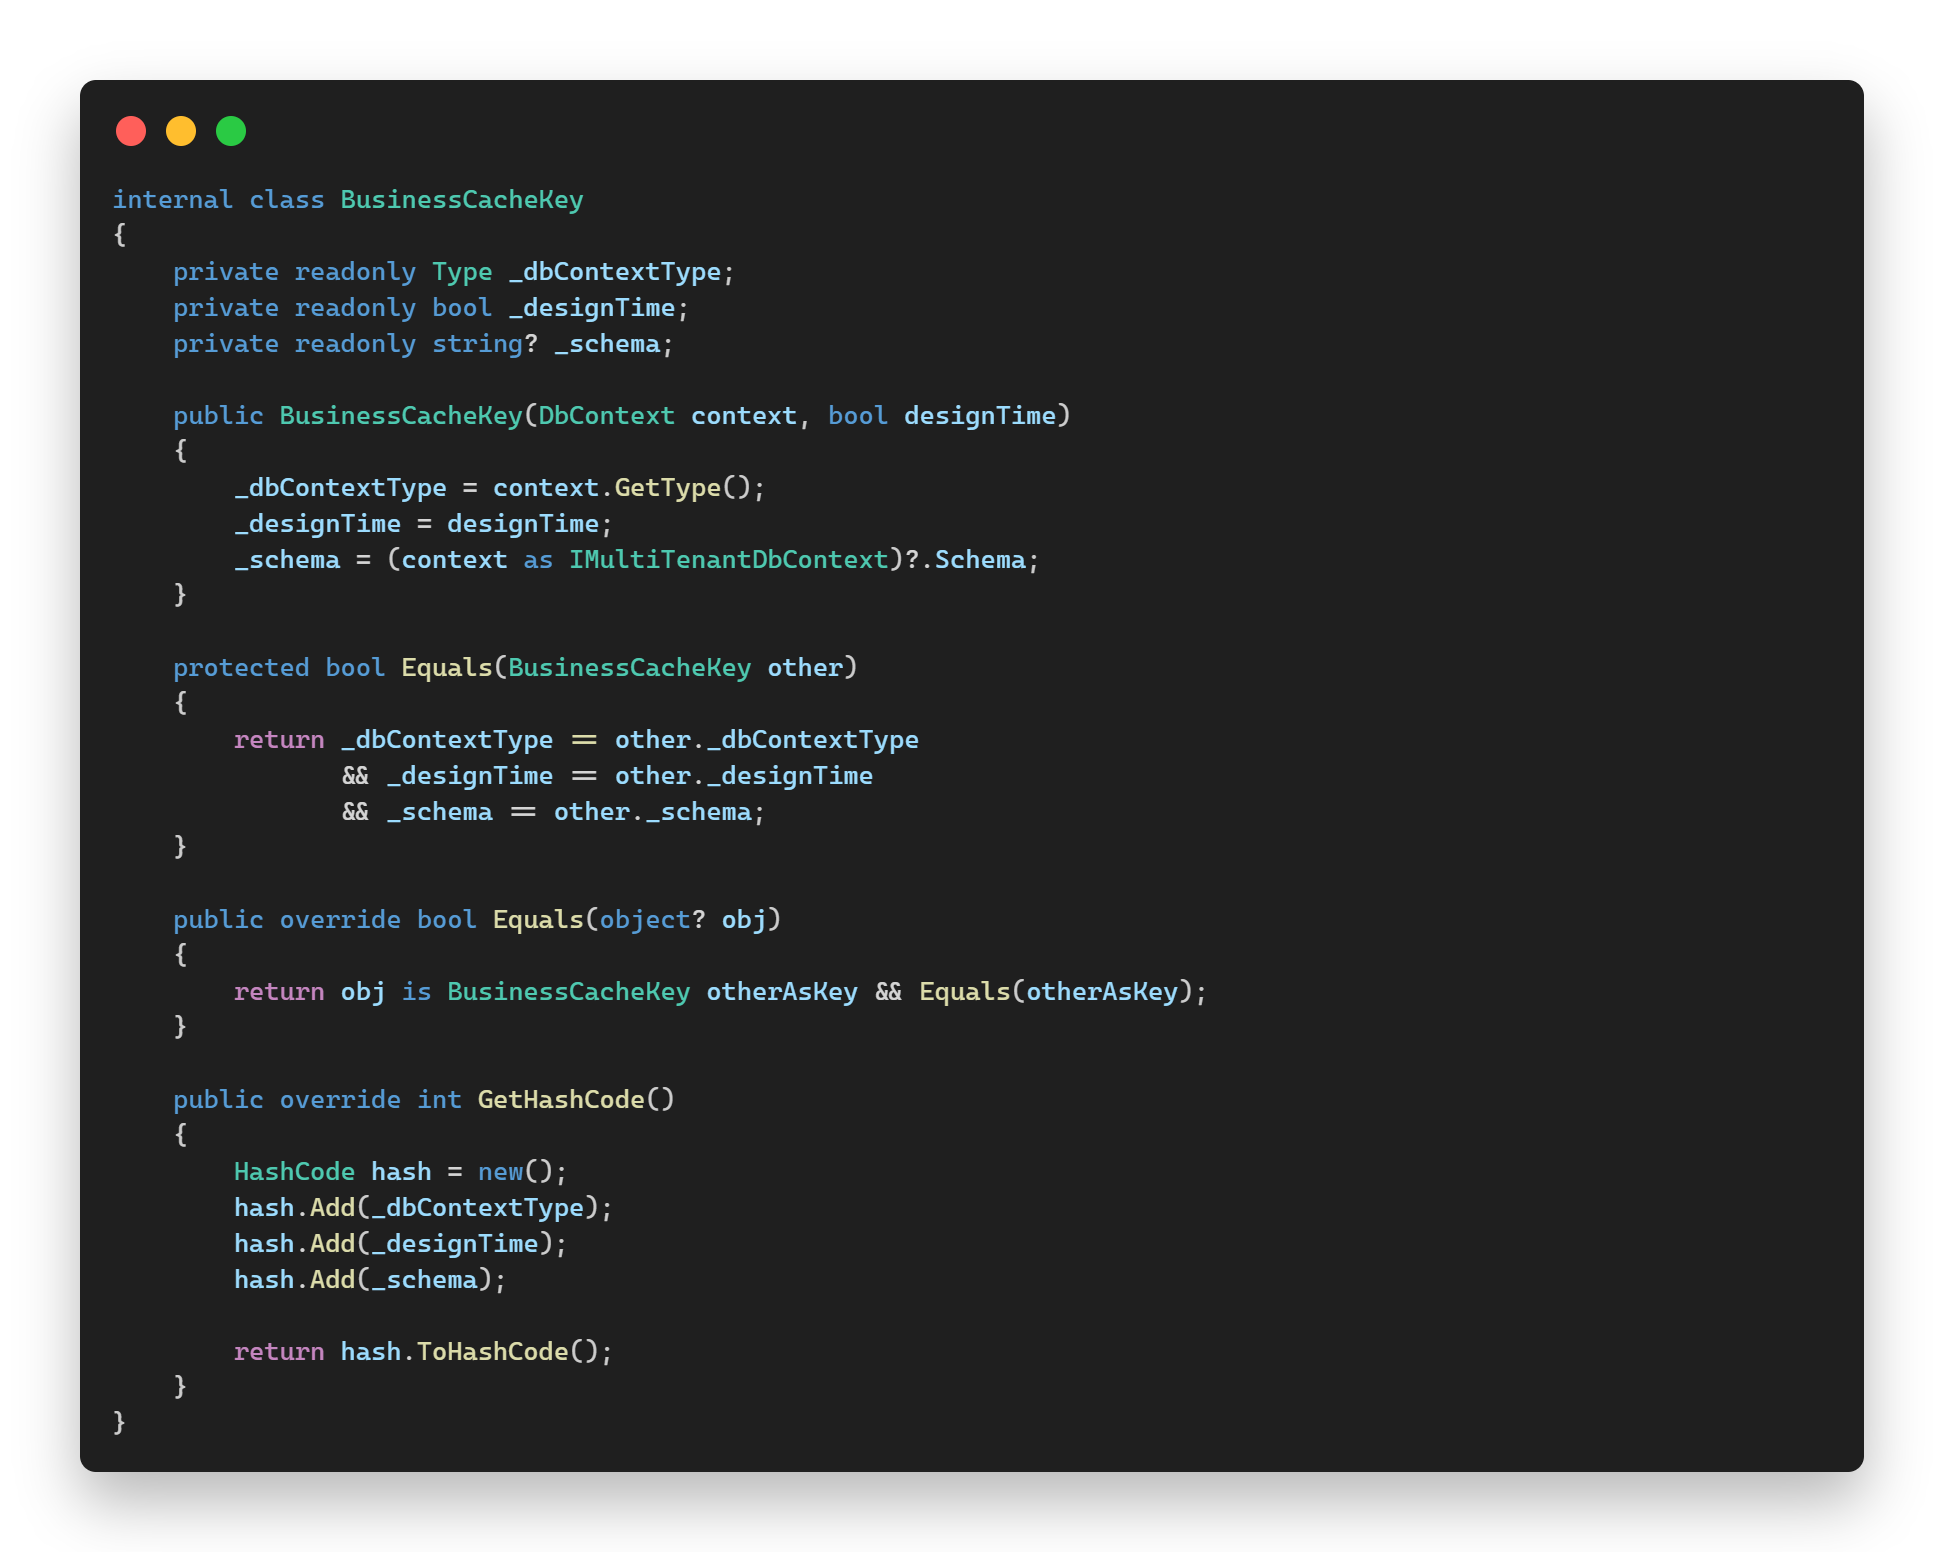 internal class BusinessCacheKey
{
    private readonly Type _dbContextType;
    private readonly bool _designTime;
    private readonly string? _schema;

    public BusinessCacheKey(DbContext context, bool designTime)
    {
        _dbContextType = context.GetType();
        _designTime = designTime;
        _schema = (context as IMultiTenantDbContext)?.Schema;
    }

    protected bool Equals(BusinessCacheKey other)
    {
        return _dbContextType == other._dbContextType
               && _designTime == other._designTime
               && _schema == other._schema;
    }

    public override bool Equals(object? obj)
    {
        return obj is BusinessCacheKey otherAsKey && Equals(otherAsKey);
    }

    public override int GetHashCode()
    {
        HashCode hash = new();
        hash.Add(_dbContextType);
        hash.Add(_designTime);
        hash.Add(_schema);

        return hash.ToHashCode();
    }
}